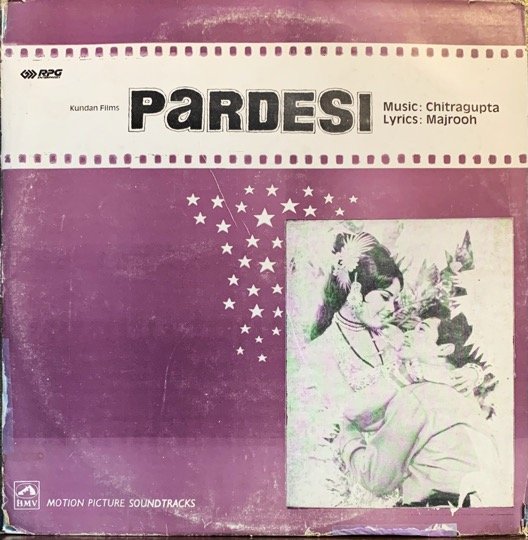 RPG
Kundan Films
PARDESI
Music: Chitragupta
Lyrics: Majrooh
HMV
MOTION PICTURE SOUNDTRACKS